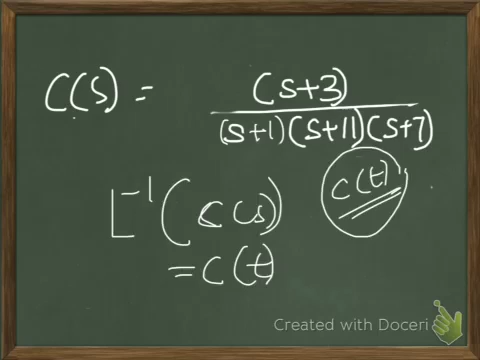 C(S) = (S+3)
(S+1)(S+11)(S+7)
L⁻¹(C(S)) C(t)
= C(t)
Created with Doceri